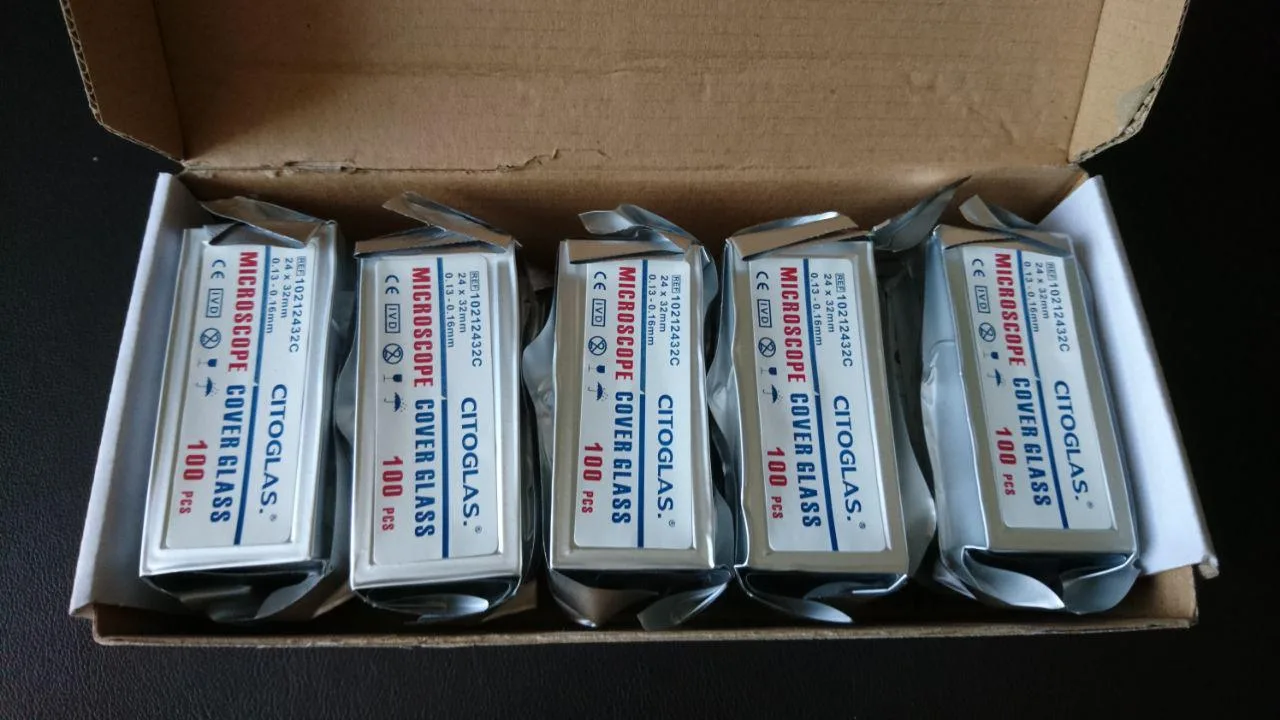 REF 10212432C
24 x 32mm
0.13 - 0.16mm
CITOGLAS.®
MICROSCOPE COVER GLASS
CE IVD 100 PCS
REF 10212432C
24 x 32mm
0.13 - 0.16mm
CITOGLAS.®
MICROSCOPE COVER GLASS
CE IVD 100 PCS
REF 10212432C
24 x 32mm
0.13 - 0.16mm
CITOGLAS.®
MICROSCOPE COVER GLASS
CE IVD 100 PCS
REF 10212432C
24 x 32mm
0.13 - 0.16mm
CITOGLAS.®
MICROSCOPE COVER GLASS
CE IVD 100 PCS
REF 10212432C
24 x 32mm
0.13 - 0.16mm
CITOGLAS.®
MICROSCOPE COVER GLASS
CE IVD 100 PCS